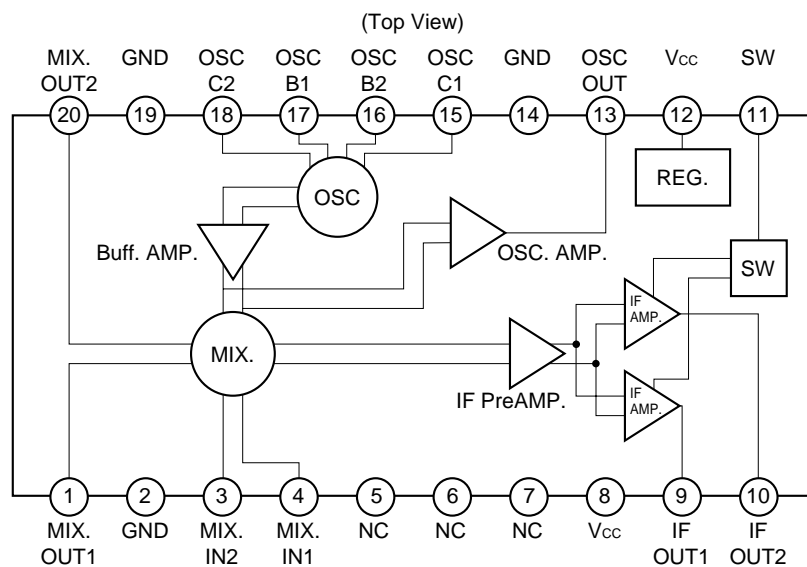 (Top View)
MIX. GND OSC OSC OSC OSC GND OSC VCC SW
OUT2 C2 B1 B2 C1 OUT
20 19 18 17 16 15 14 13 12 11
REG.
OSC
Buff. AMP.
OSC. AMP.
SW
IF
AMP.
MIX.
IF PreAMP.
IF
AMP.
1 2 3 4 5 6 7 8 9 10
MIX. GND MIX. MIX. NC NC NC VCC IF IF
OUT1 IN2 IN1 OUT1 OUT2